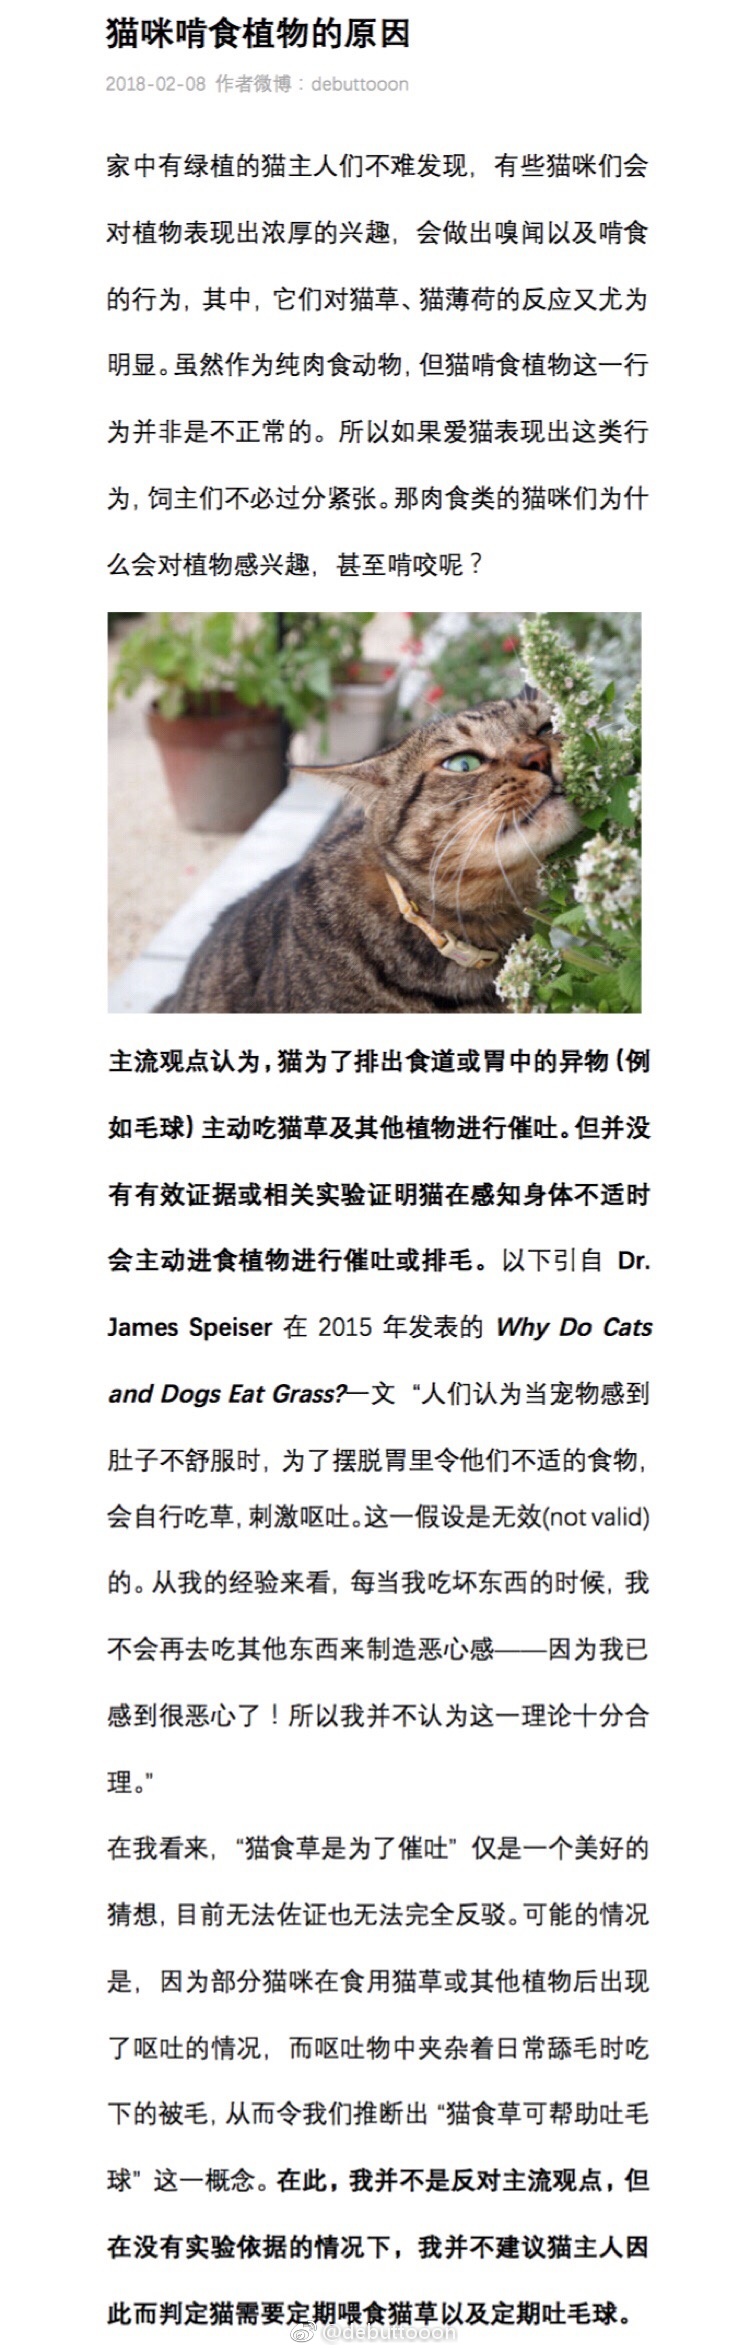 猫咪啃食植物的原因
2018-02-08 作者微博：debuttooon
家中有绿植的猫主人们不难发现，有些猫咪们会
对植物表现出浓厚的兴趣，会做出嗅闻以及啃食
的行为，其中，它们对猫草、猫薄荷的反应又尤为
明显。虽然作为纯肉食动物，但猫啃食植物这一行
为并非是不正常的。所以如果爱猫表现出这类行
为，饲主们不必过分紧张。那肉食类的猫咪们为什
么会对植物感兴趣，甚至啃咬呢？
主流观点认为，猫为了排出食道或胃中的异物（例
如毛球）主动吃猫草及其他植物进行催吐。但并没
有有效证据或相关实验证明猫在感知身体不适时
会主动进食植物进行催吐或排毛。以下引自 Dr.
James Speiser 在 2015 年发表的 Why Do Cats
and Dogs Eat Grass?一文 “人们认为当宠物感到
肚子不舒服时，为了摆脱胃里令他们不适的食物，
会自行吃草，刺激呕吐。这一假设是无效(not valid)
的。从我的经验来看，每当我吃坏东西的时候，我
不会再去吃其他东西来制造恶心感——因为我已
感到很恶心了！所以我并不认为这一理论十分合
理。”
在我看来，“猫食草是为了催吐” 仅是一个美好的
猜想，目前无法佐证也无法完全反驳。可能的情况
是，因为部分猫咪在食用猫草或其他植物后出现
了呕吐的情况，而呕吐物中夹杂着日常舔毛时吃
下的被毛，从而令我们推断出 “猫食草可帮助吐毛
球” 这一概念。在此，我并不是反对主流观点，但
在没有实验依据的情况下，我并不建议猫主人因
此而判定猫需要定期喂食猫草以及定期吐毛球。
@debuttooon